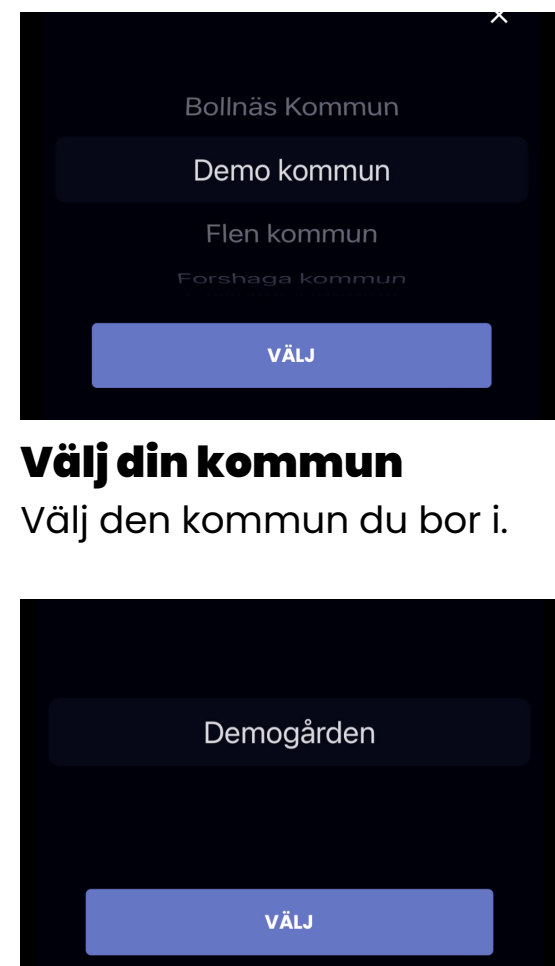 Bollnäs Kommun
Demo kommun
Flen kommun
Forshaga kommun
VÄLJ
Välj din kommun
Välj den kommun du bor i.
Demogården
VÄLJ